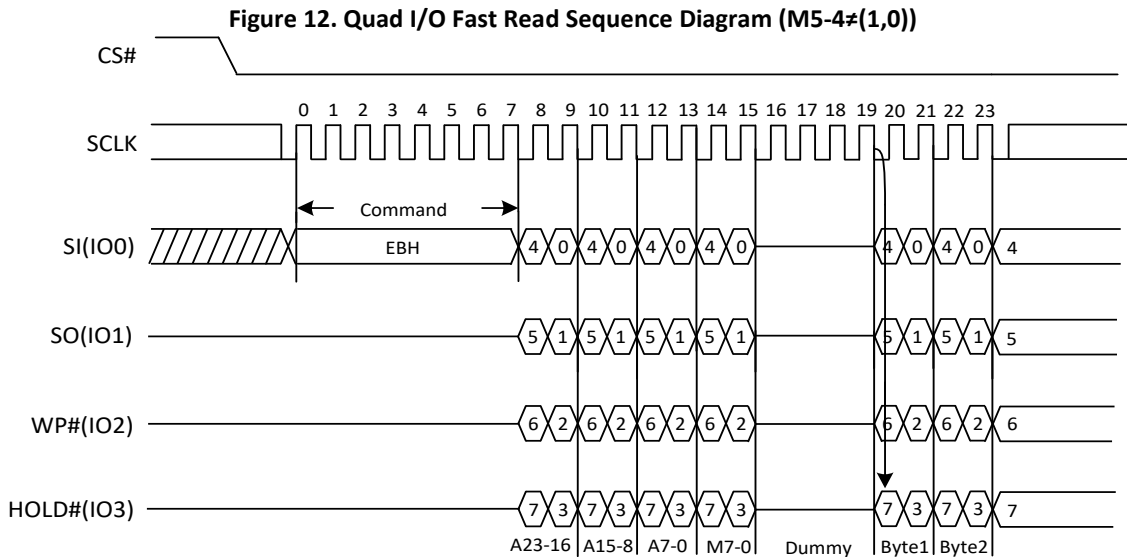 Figure 12. Quad I/O Fast Read Sequence Diagram (M5-4≠(1,0))
CS#
0 1 2 3 4 5 6 7 8 9 10 11 12 13 14 15 16 17 18 19 20 21 22 23
SCLK
Command
SI(IO0) EBH 4 0 4 0 4 0 4 0 4 0 4 0 4
SO(IO1) 5 1 5 1 5 1 5 1 5 1 5 1 5
WP#(IO2) 6 2 6 2 6 2 6 2 6 2 6 2 6
HOLD#(IO3) 7 3 7 3 7 3 7 3 7 3 7 3 7
A23-16 A15-8 A7-0 M7-0 Dummy Byte1 Byte2